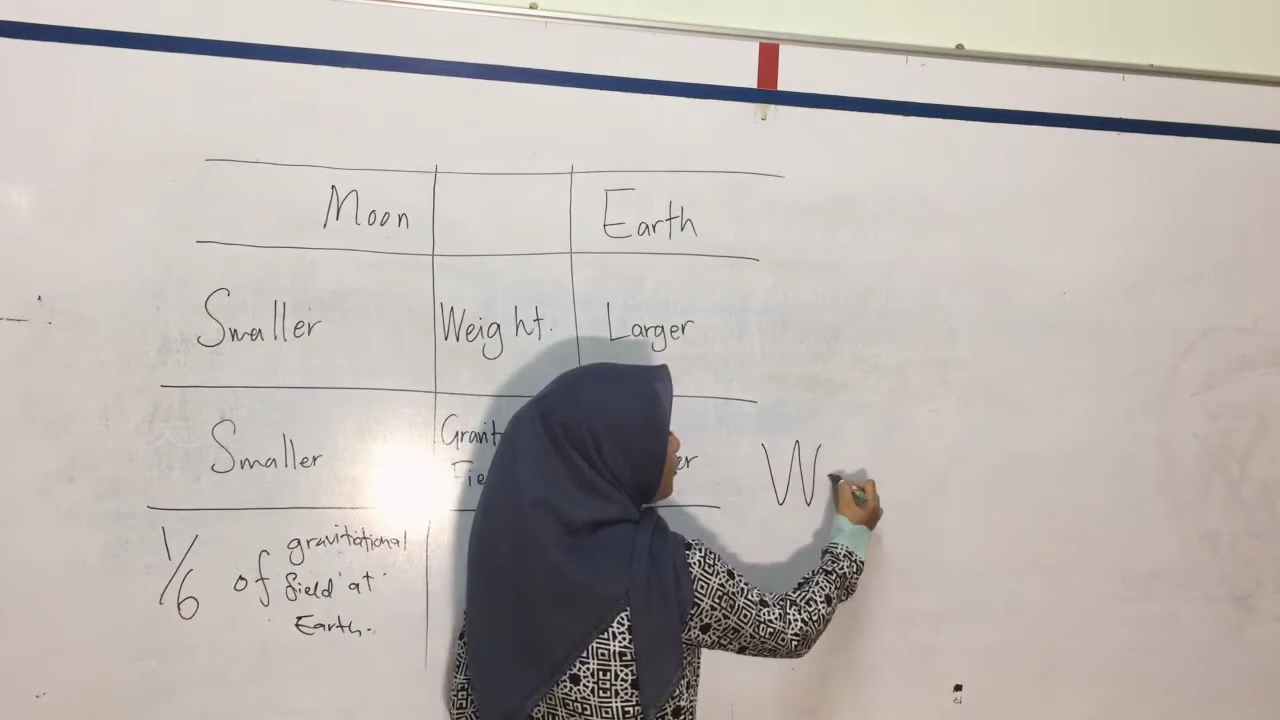 Moon Earth
Smaller Weight. Larger
Smaller
1/6 of gravitational
field at
Earth.
W